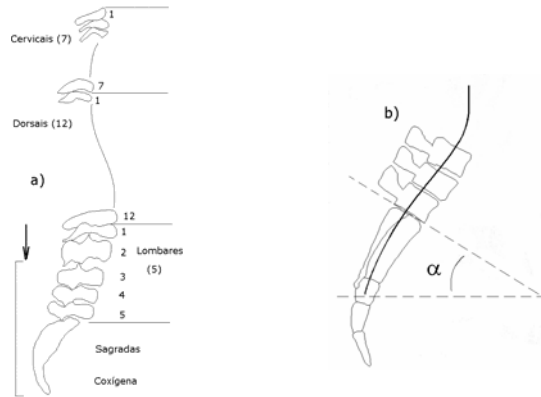 1
Cervicais (7)
7
1
Dorsais (12)
a)
12
1
2
Lombares
(5)
3
4
5
Sagradas
Coxígena
b)
α